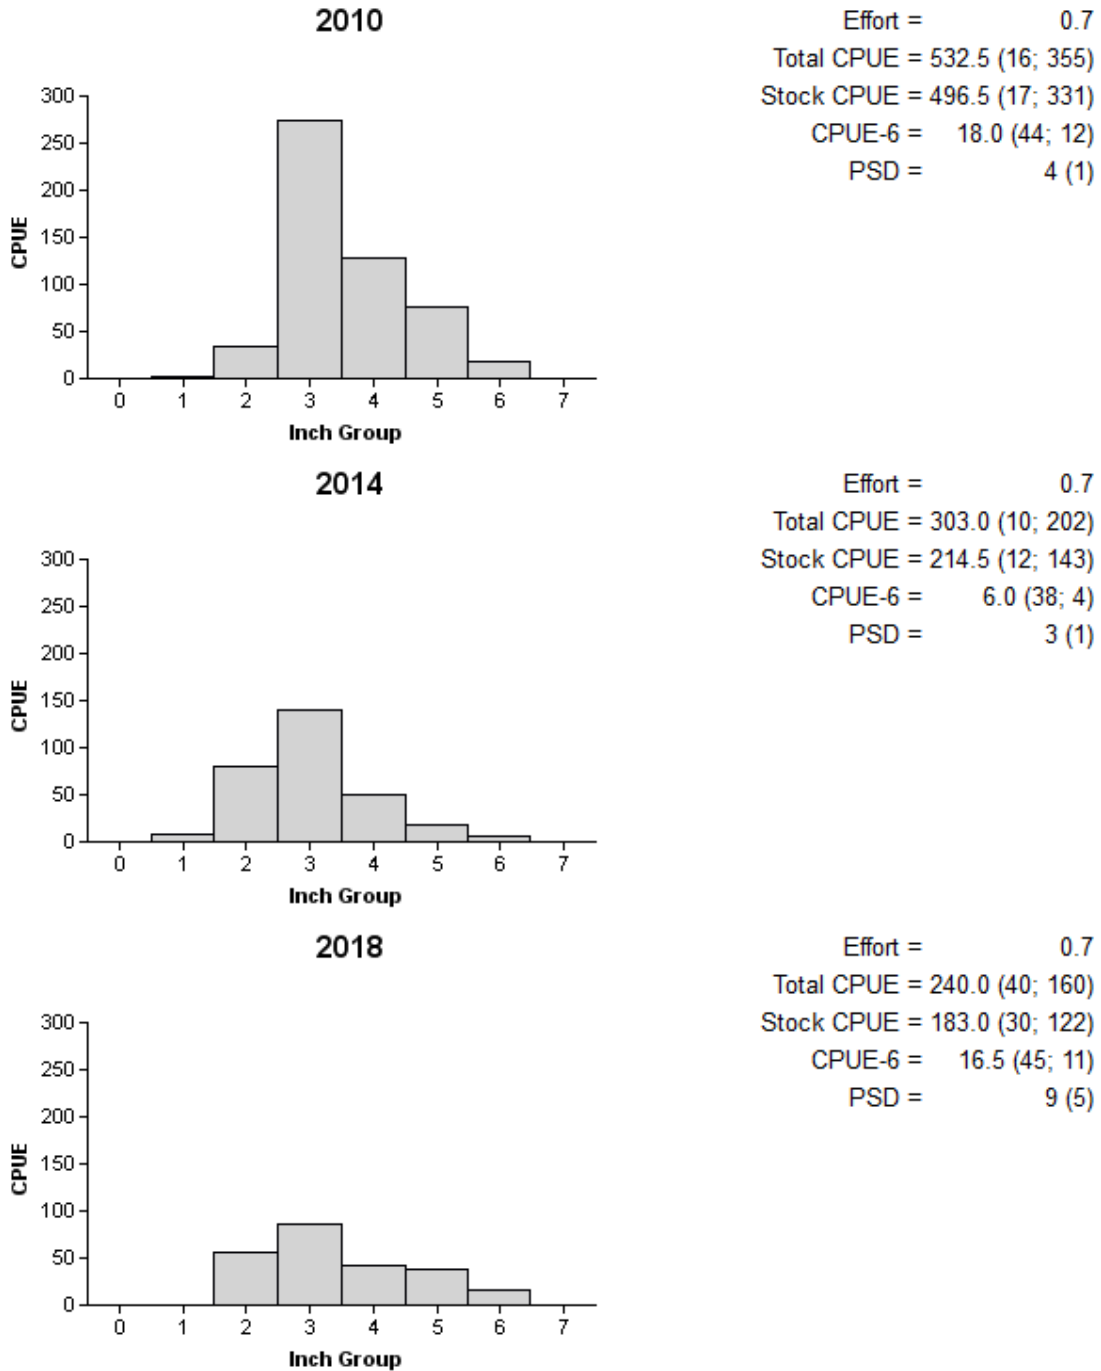 2010
Effort = 0.7
Total CPUE = 532.5 (16; 355)
Stock CPUE = 496.5 (17; 331)
CPUE-6 = 18.0 (44; 12)
PSD = 4 (1)
300
250
200
150
100
50
0
CPUE
0 1 2 3 4 5 6 7
Inch Group
2014
Effort = 0.7
Total CPUE = 303.0 (10; 202)
Stock CPUE = 214.5 (12; 143)
CPUE-6 = 6.0 (38; 4)
PSD = 3 (1)
300
250
200
150
100
50
0
CPUE
0 1 2 3 4 5 6 7
Inch Group
2018
Effort = 0.7
Total CPUE = 240.0 (40; 160)
Stock CPUE = 183.0 (30; 122)
CPUE-6 = 16.5 (45; 11)
PSD = 9 (5)
300
250
200
150
100
50
0
CPUE
0 1 2 3 4 5 6 7
Inch Group